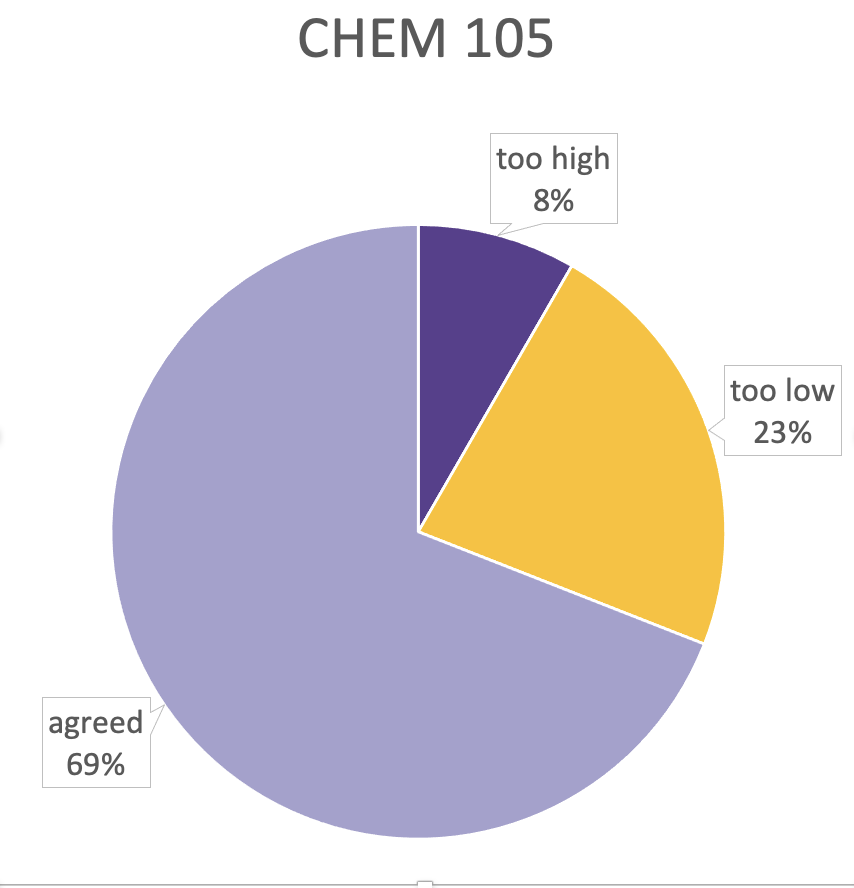 CHEM 105
too high
8%
too low
23%
agreed
69%